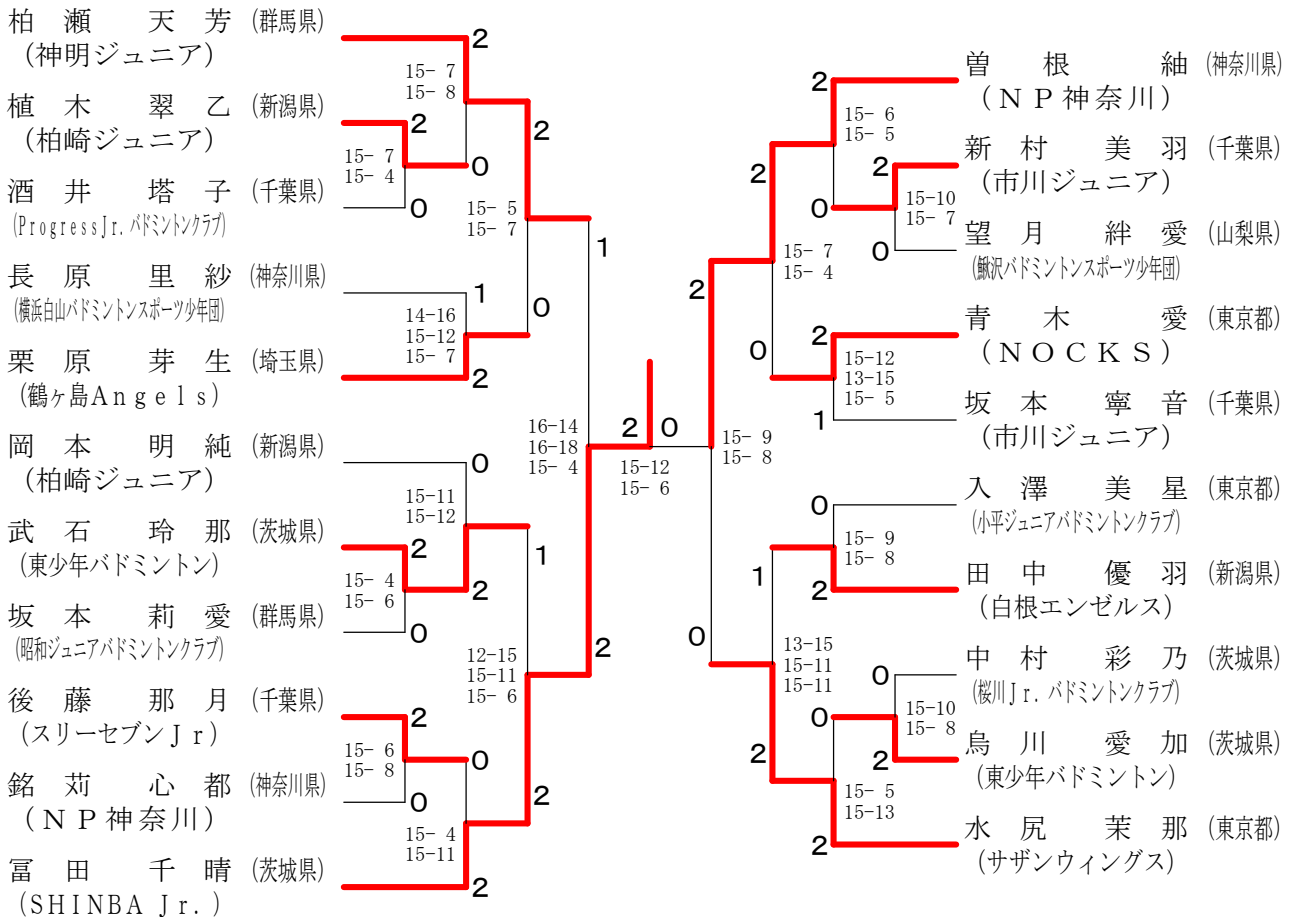 柏瀬 天芳 (群馬県)
(神明ジュニア)
植木 翠乙 (新潟県)
(柏崎ジュニア)
酒井 塔子 (千葉県)
(ProgressJr.バドミントンクラブ)
長原 里紗 (神奈川県)
(横浜白山バドミントンスポーツ少年団)
栗原 芽生 (埼玉県)
(鶴ヶ島Angels)
岡本 明純 (新潟県)
(柏崎ジュニア)
武石 玲那 (茨城県)
(東少年バドミントン)
坂本 莉愛 (群馬県)
(昭和ジュニアバドミントンクラブ)
後藤 那月 (千葉県)
(スリーセブンJr)
銘苅 心都 (神奈川県)
(NP神奈川)
冨田 千晴 (茨城県)
(SHINBA Jr.)
2
15- 7
15- 8
2
15- 7
15- 4
0
0
2
15- 5
15- 7
1
14-16
15-12
15- 7
2
0
1
16-14
16-18
15- 4
0
15-11
15-12
2
15- 4
15- 6
0
2
1
12-15
15-11
15- 6
2
2
15- 6
15- 8
0
0
15- 4
15-11
2
2
2
0
15-12
15- 6
2
15- 9
15- 8
0
2
15- 7
15- 4
0
2
15- 6
15- 5
0
2
15-10
15- 7
0
2
15-12
13-15
15- 5
1
0
15- 9
15- 8
2
1
13-15
15-11
15-11
2
0
15-10
15- 8
2
0
15- 5
15-13
2
曽根 紬 (神奈川県)
(NP神奈川)
新村 美羽 (千葉県)
(市川ジュニア)
望月 絆愛 (山梨県)
(鰍沢バドミントンスポーツ少年団)
青木 愛 (東京都)
(NOCKS)
坂本 寧音 (千葉県)
(市川ジュニア)
入澤 美星 (東京都)
(小平ジュニアバドミントンクラブ)
田中 優羽 (新潟県)
(白根エンゼルス)
中村 彩乃 (茨城県)
(桜川Jr.バドミントンクラブ)
烏川 愛加 (茨城県)
(東少年バドミントン)
水尻 茉那 (東京都)
(サザンウィングス)